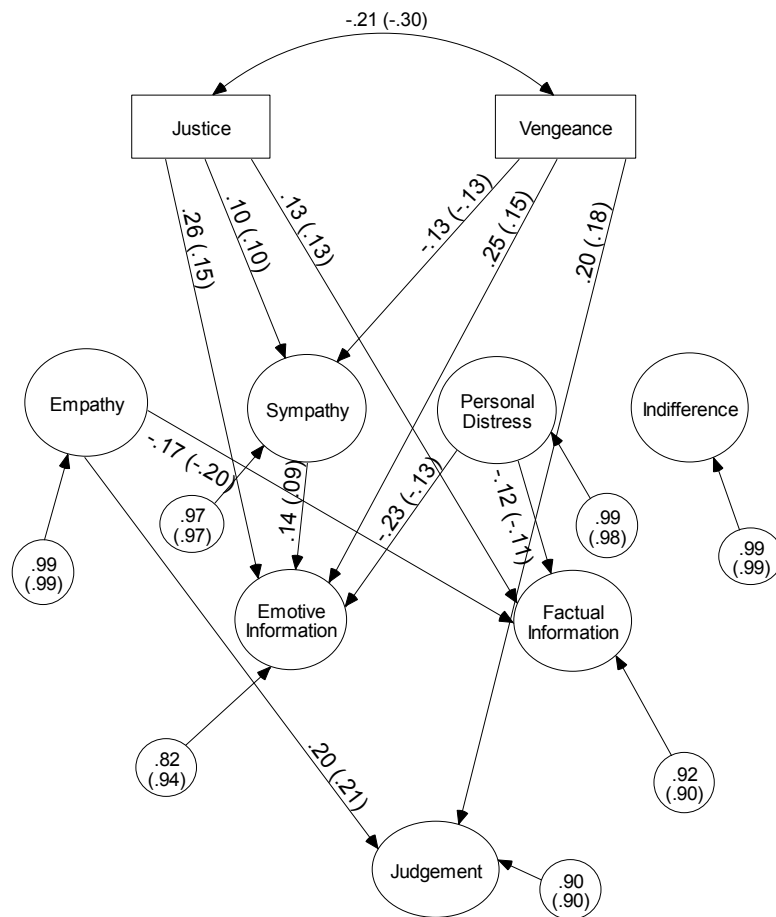 -.21 (-.30)
Justice
Vengeance
.26 (.15)
.10 (.10)
.13 (.13)
-.13 (-.13)
.25 (.15)
.20 (.18)
Empathy
Sympathy
Personal
Distress
Indifference
-.17 (-.20)
.97
(.97)
.14 (.09)
-.23 (-.13)
-.12 (-.11)
.99
(.98)
.99
(.99)
.99
(.99)
Emotive
Information
Factual
Information
.82
(.94)
.20 (.21)
.92
(.90)
Judgement
.90
(.90)